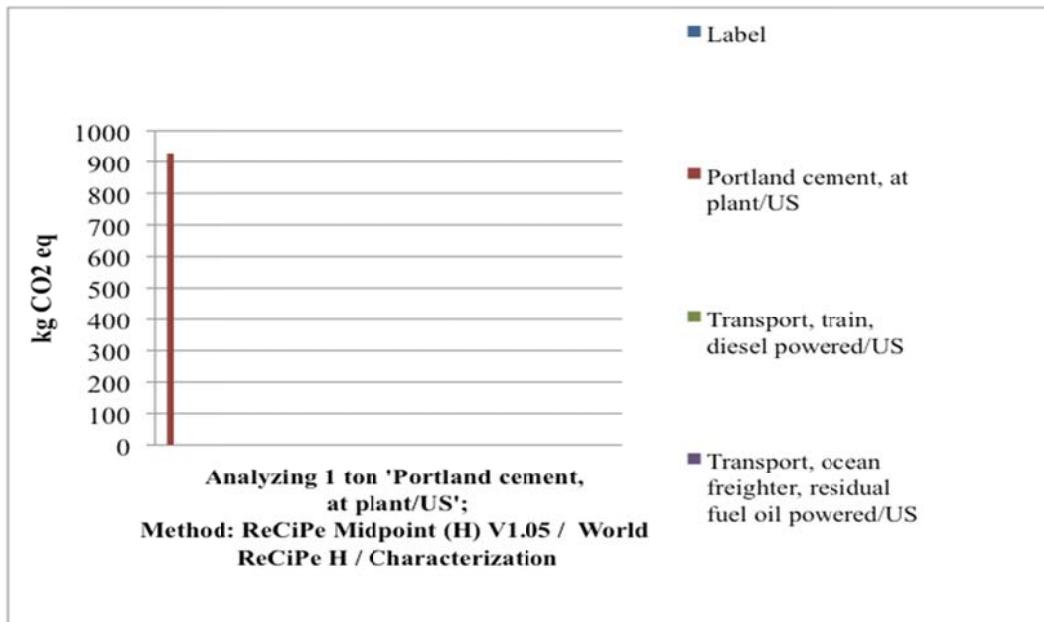 Label
1000
900
800
700
600
500
400
300
200
100
0
kg CO2 eq
Portland cement, at
plant/US
Transport, train,
diesel powered/US
Transport, ocean
freighter, residual
fuel oil powered/US
Analyzing 1 ton 'Portland cement,
at plant/US';
Method: ReCiPe Midpoint (H) V1.05 / World
ReCiPe H / Characterization